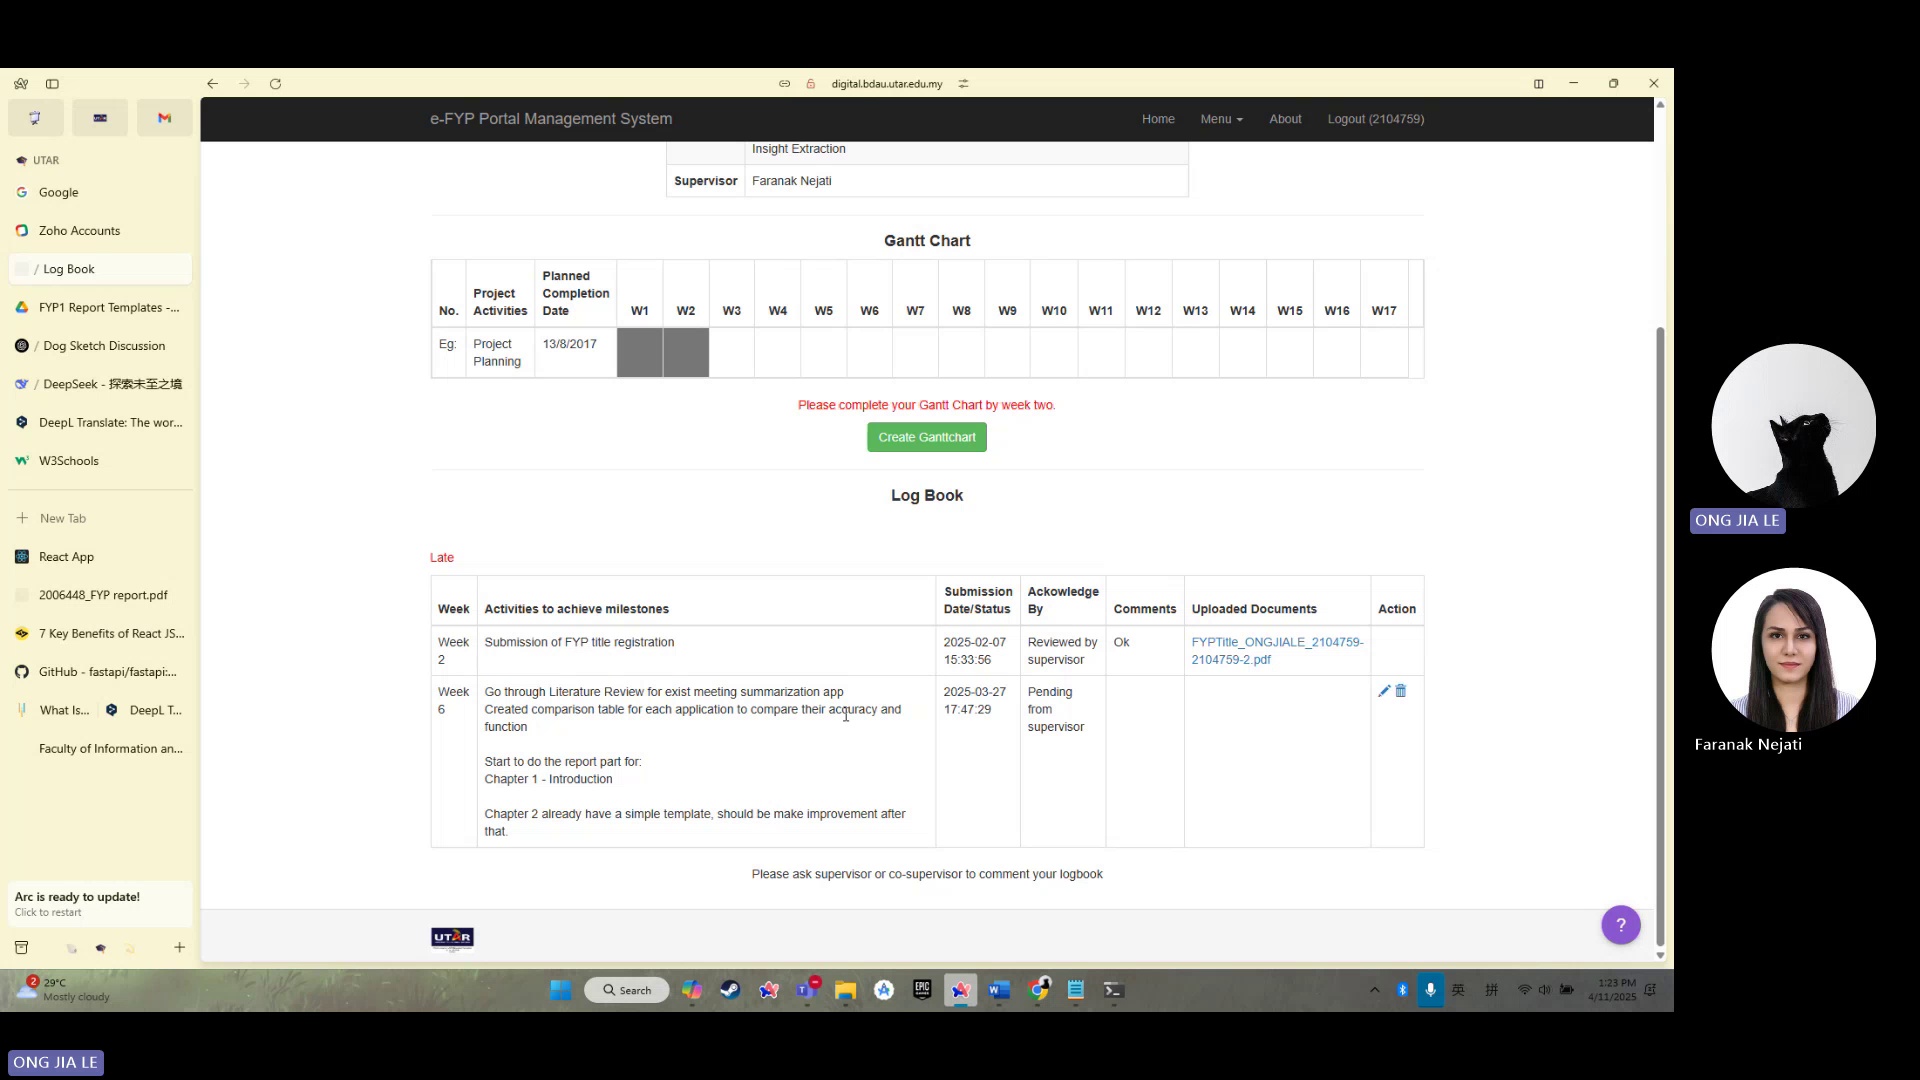 digital.bdau.utar.edu.my
e-FYP Portal Management System
Home
Menu
About
Logout (2104759)
UTAR
Google
Zoho Accounts
/ Log Book
FYP1 Report Templates -...
/ Dog Sketch Discussion
/ DeepSeek - 探索未至之境
DeepL Translate: The wor...
W3Schools
New Tab
React App
2006448_FYP report.pdf
7 Key Benefits of React JS...
GitHub - fastapi/fastapi:...
What Is...
DeepL T...
Faculty of Information an...
Arc is ready to update!
Click to restart
Insight Extraction
Supervisor
Faranak Nejati
Gantt Chart
No.
Project
Activities
Planned
Completion
Date
W1
W2
W3
W4
W5
W6
W7
W8
W9
W10
W11
W12
W13
W14
W15
W16
W17
Eg:
Project
Planning
13/8/2017
Please complete your Gantt Chart by week two.
Create Ganttchart
Log Book
Late
Week
Activities to achieve milestones
Submission
Date/Status
Ackowledge
By
Comments
Uploaded Documents
Action
Week
2
Submission of FYP title registration
2025-02-07
15:33:56
Reviewed by
supervisor
Ok
FYPTitle_ONGJIALE_2104759-
2104759-2.pdf
Week
6
Go through Literature Review for exist meeting summarization app
Created comparison table for each application to compare their accuracy and
function
Start to do the report part for:
Chapter 1 - Introduction
Chapter 2 already have a simple template, should be make improvement after
that.
2025-03-27
17:47:29
Pending
from
supervisor
Please ask supervisor or co-supervisor to comment your logbook
UTAR
?
2
29°C
Mostly cloudy
Search
英
拼
1:23 PM
4/11/2025
ONG JIA LE
Faranak Nejati
ONG JIA LE